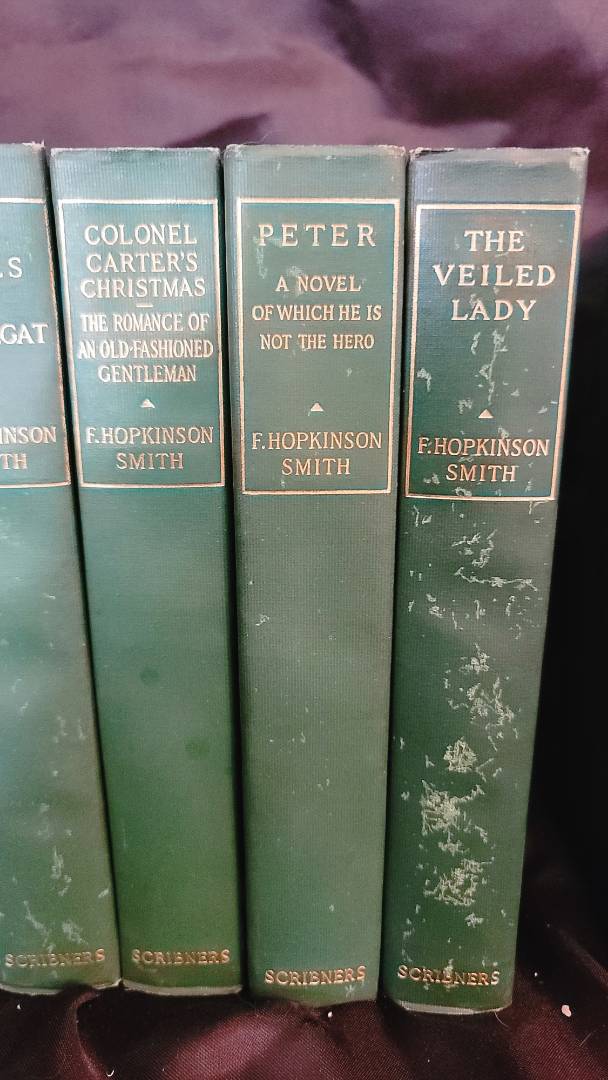 COLONEL
CARTER'S
CHRISTMAS
THE ROMANCE OF
AN OLD-FASHIONED
GENTLEMAN
F. HOPKINSON
SMITH
SCRIBNERS
PETER
A NOVEL
OF WHICH HE IS
NOT THE HERO
F. HOPKINSON
SMITH
SCRIBNERS
THE
VEILED
LADY
F. HOPKINSON
SMITH
SCRIBNERS
SCRIBNERS